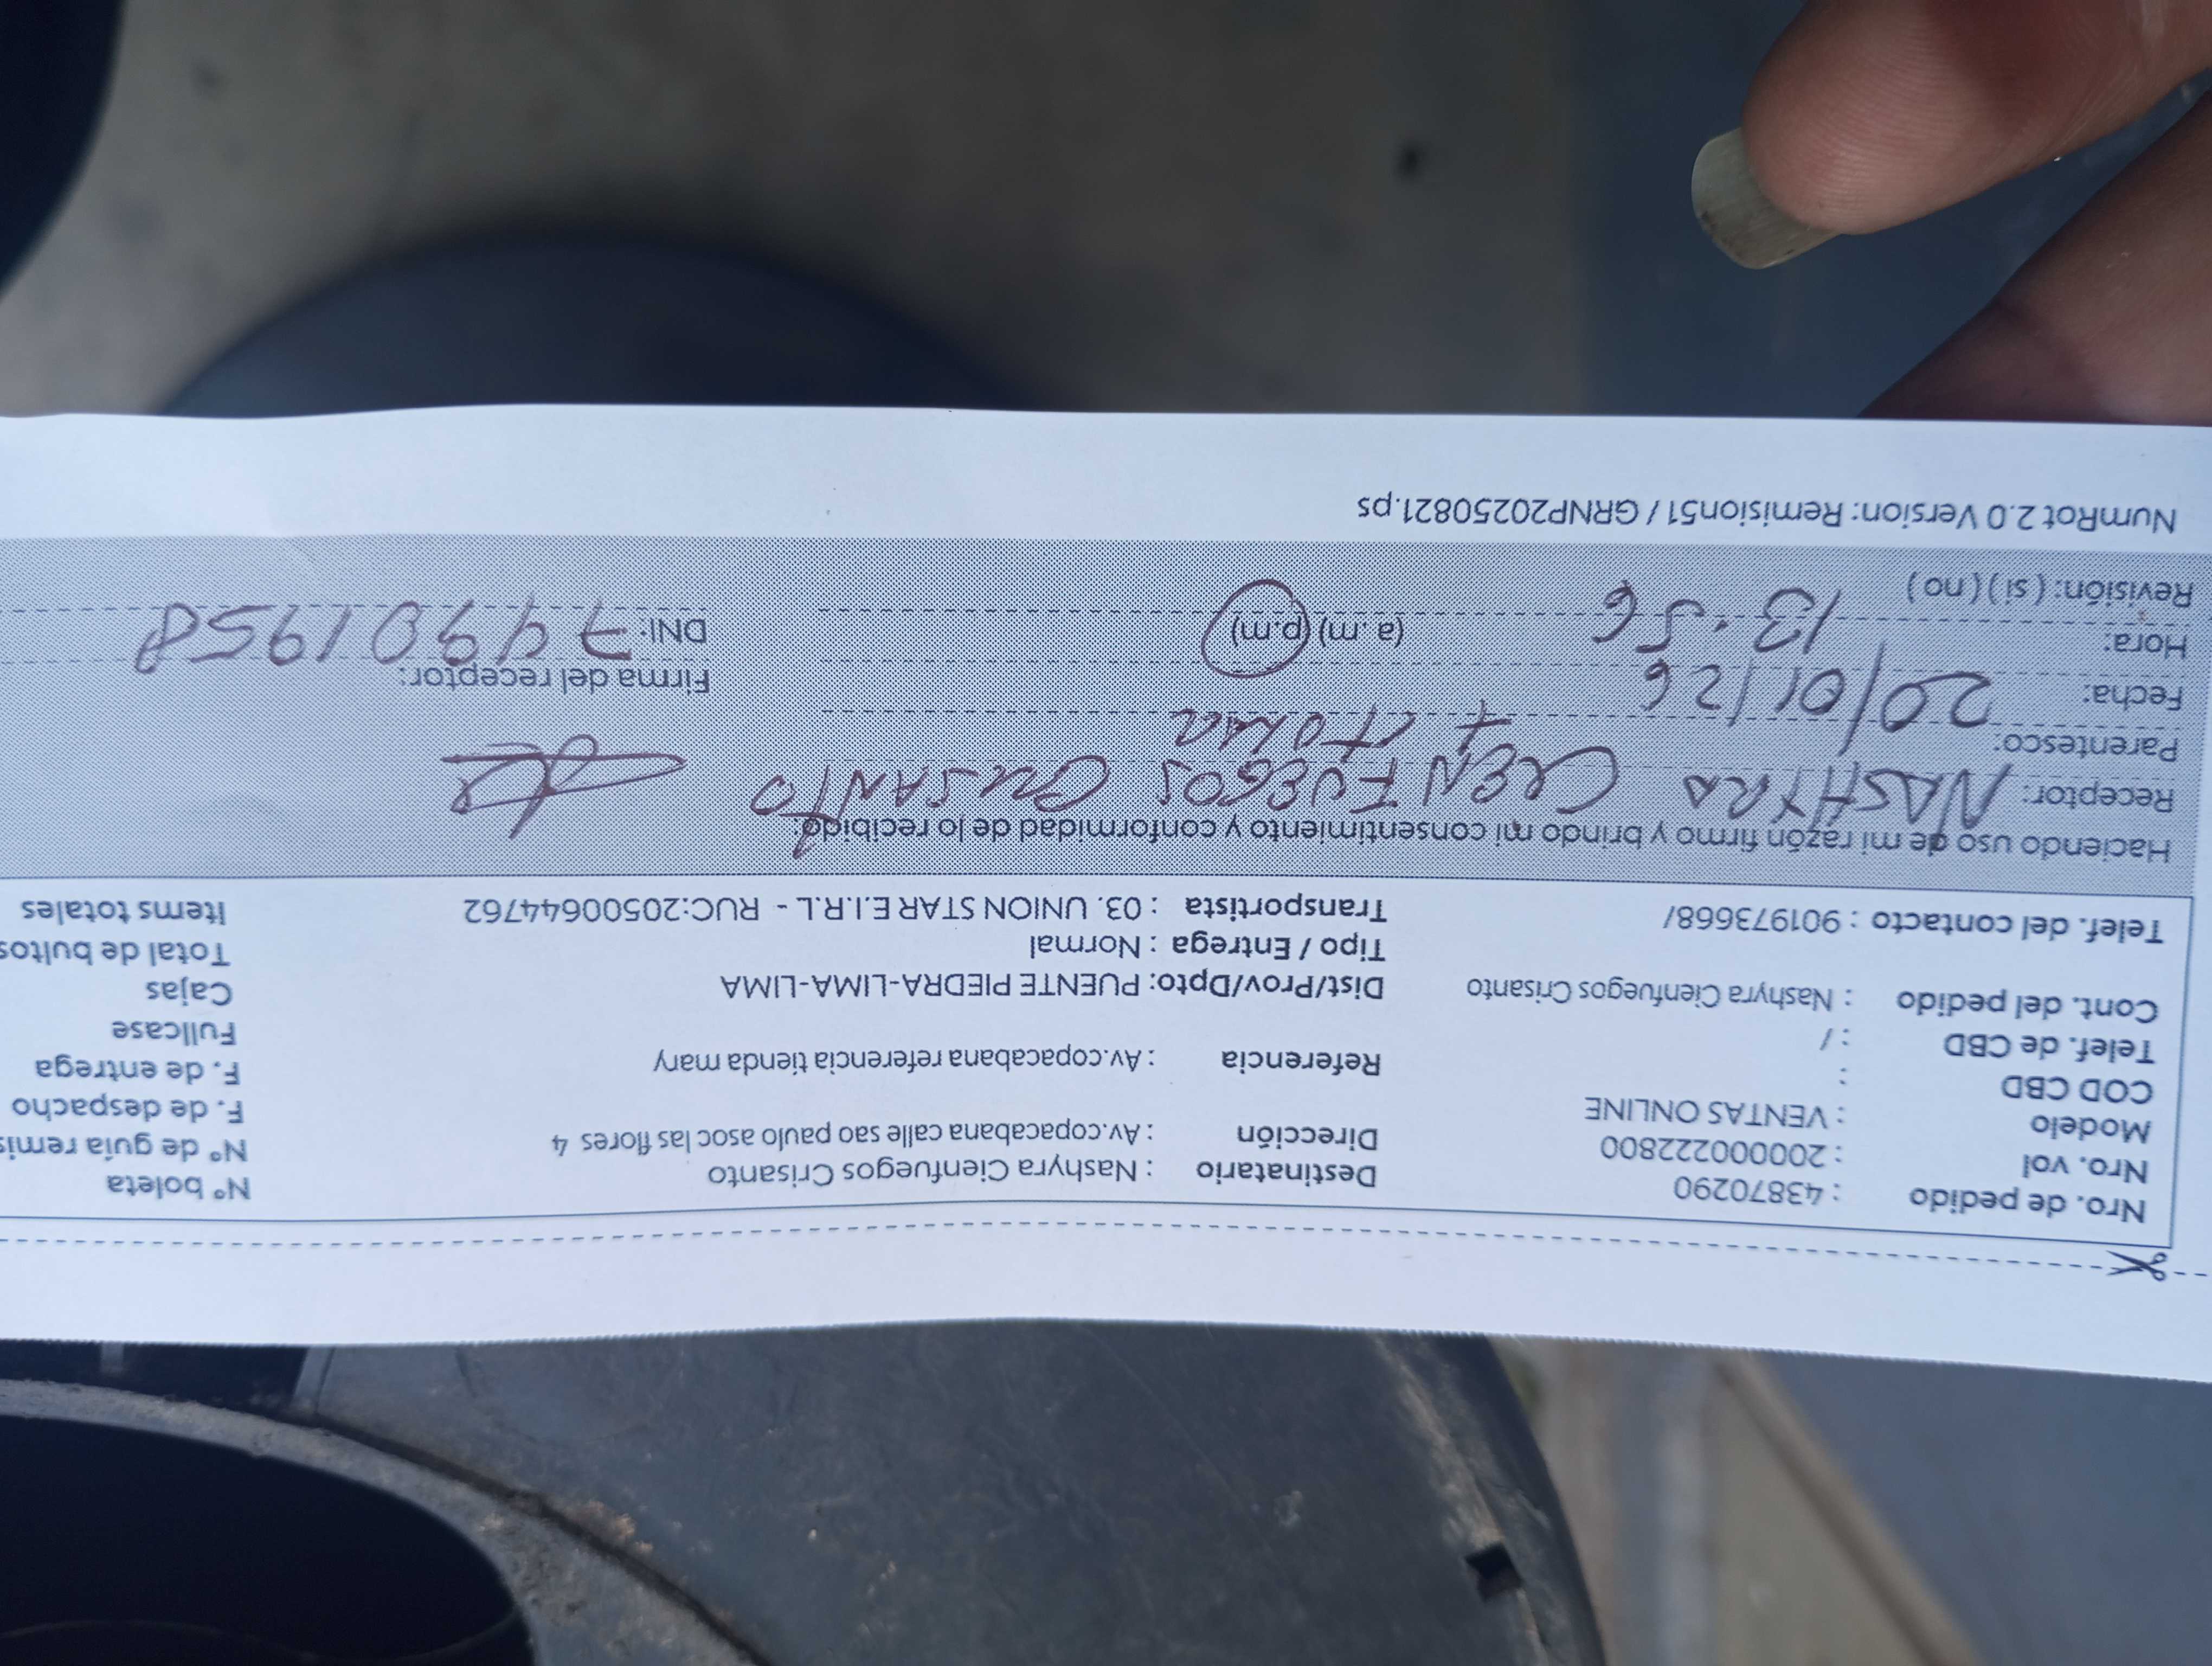 Nro. de pedido : 43870290
Nro. vol : 2000002222800
Modelo : VENTAS ONLINE
COD CBD :
Telef. de CBD : /
Cont. del pedido : Nashyra Cienfuegos Crisanto
Telef. del contacto : 901973668/
Destinatario : Nashyra Cienfuegos Crisanto
Dirección : Av.copacabana calle sao paulo asoc las flores 4
Referencia : Av.copacabana referencia tienda mary
Dist/Prov/Dpto: PUENTE PIEDRA-LIMA-LIMA
Tipo / Entrega : Normal
Transportista : 03. UNION STAR E.I.R.L - RUC:20500644762
N° boleta
N° de guía remis
F. de despacho
F. de entrega
Fullcase
Cajas
Total de bultos
Items totales
Haciendo uso de mi razón firmo y brindo mi consentimiento y conformidad de lo recibido.
Receptor: NASHYRA CIENFUEGOS CRISANTO
Parentesco:
Fecha: 20/01/26
Hora: 13:56 (a.m) (p.m)
Revisión: ( si ) ( no )
Firma del receptor:
DNI: 74901958
NumRot 2.0 Version: Remision51 / GRNP20250821.ps